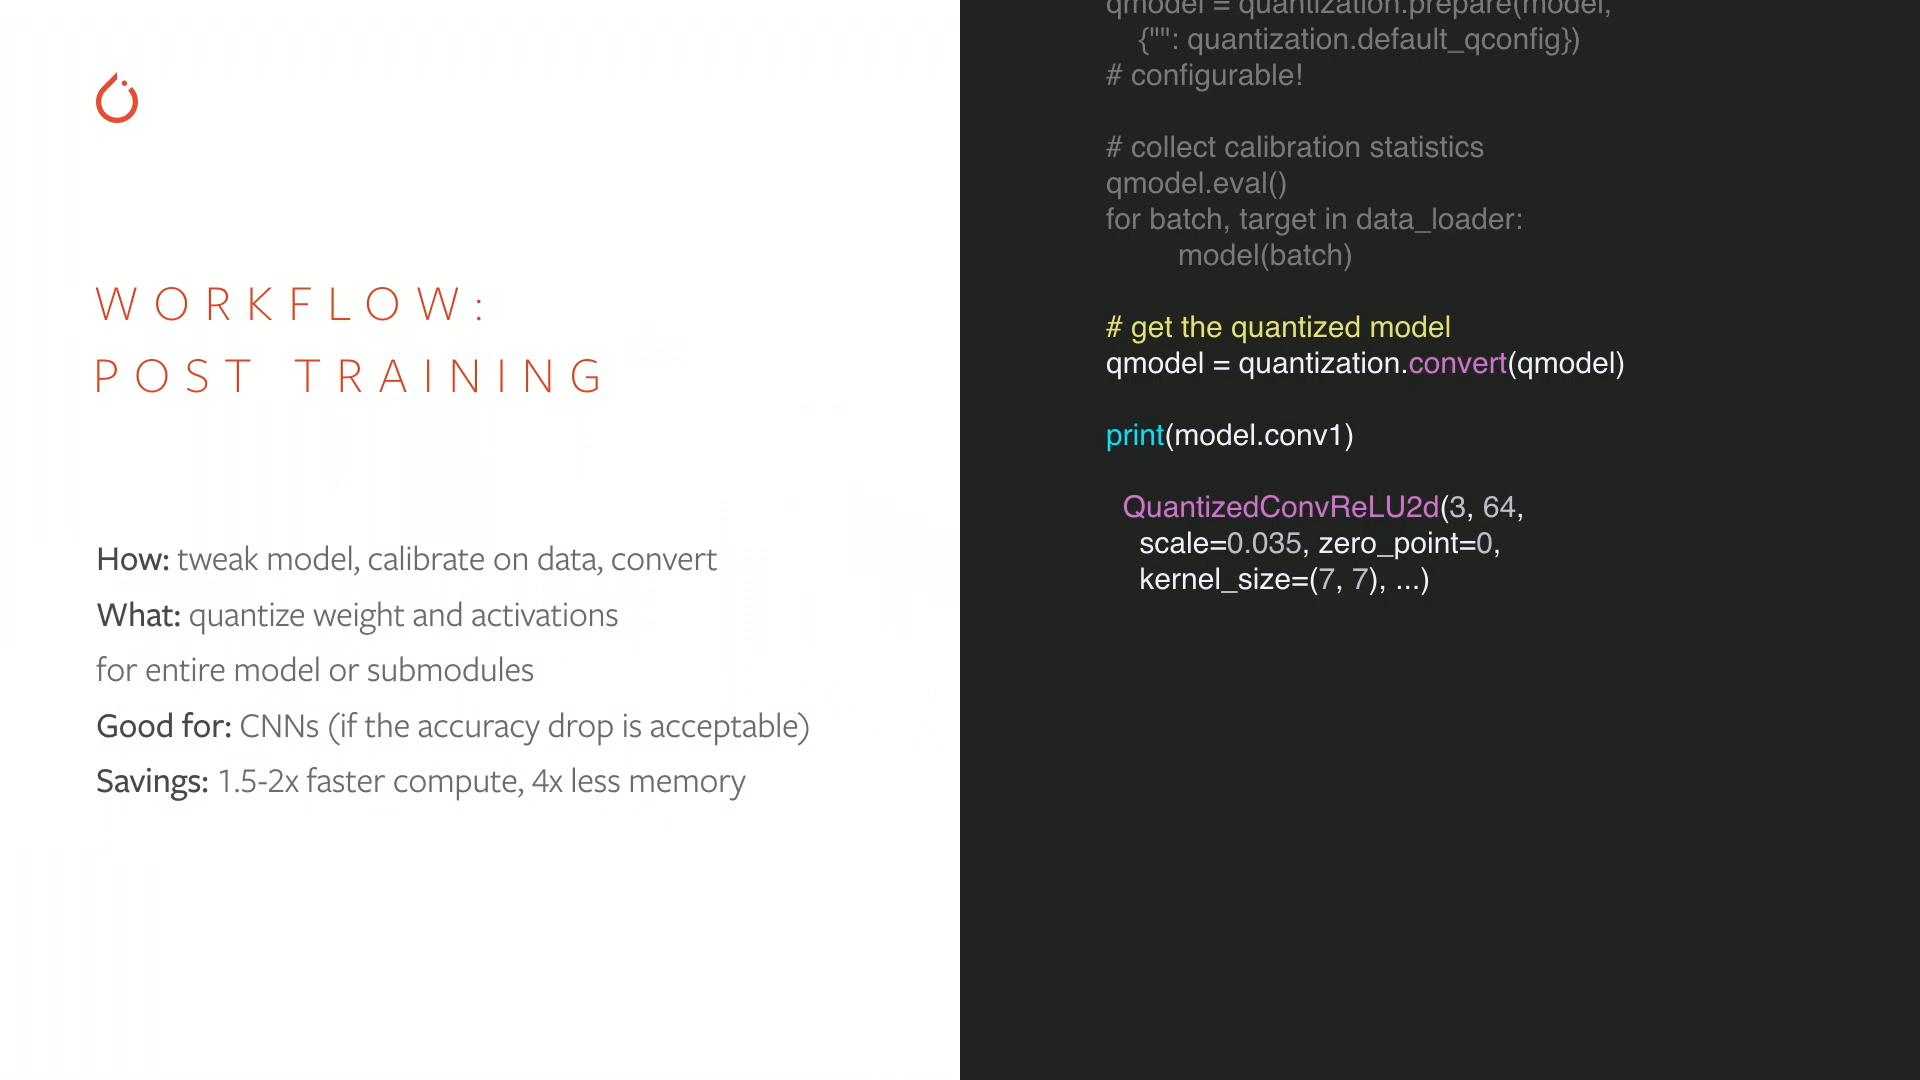 WORKFLOW:
POST TRAINING
How: tweak model, calibrate on data, convert
What: quantize weight and activations
for entire model or submodules
Good for: CNNs (if the accuracy drop is acceptable)
Savings: 1.5-2x faster compute, 4x less memory
qmodel = quantization.prepare(model,
{"": quantization.default_qconfig})
# configurable!
# collect calibration statistics
qmodel.eval()
for batch, target in data_loader:
model(batch)
# get the quantized model
qmodel = quantization.convert(qmodel)
print(model.conv1)
QuantizedConvReLU2d(3, 64,
scale=0.035, zero_point=0,
kernel_size=(7, 7), ...)